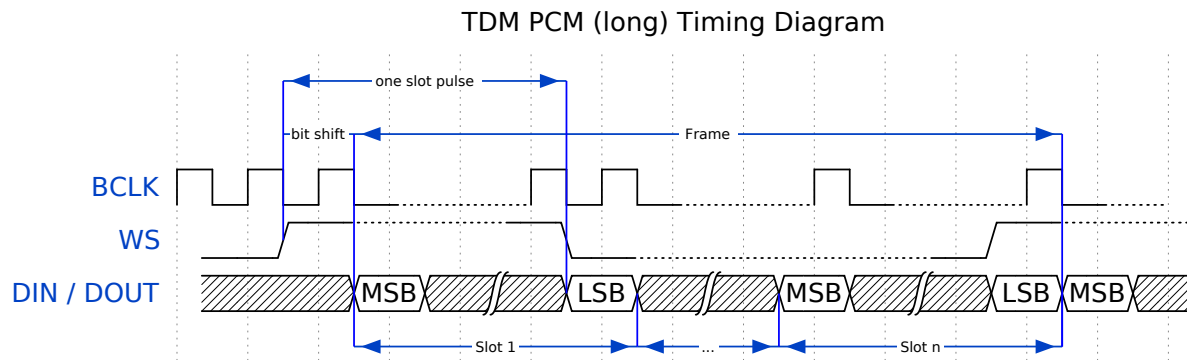 TDM PCM (long) Timing Diagram
one slot pulse
bit shift
Frame
BCLK
WS
DIN / DOUT
MSB
LSB
MSB
LSB
MSB
Slot 1
...
Slot n